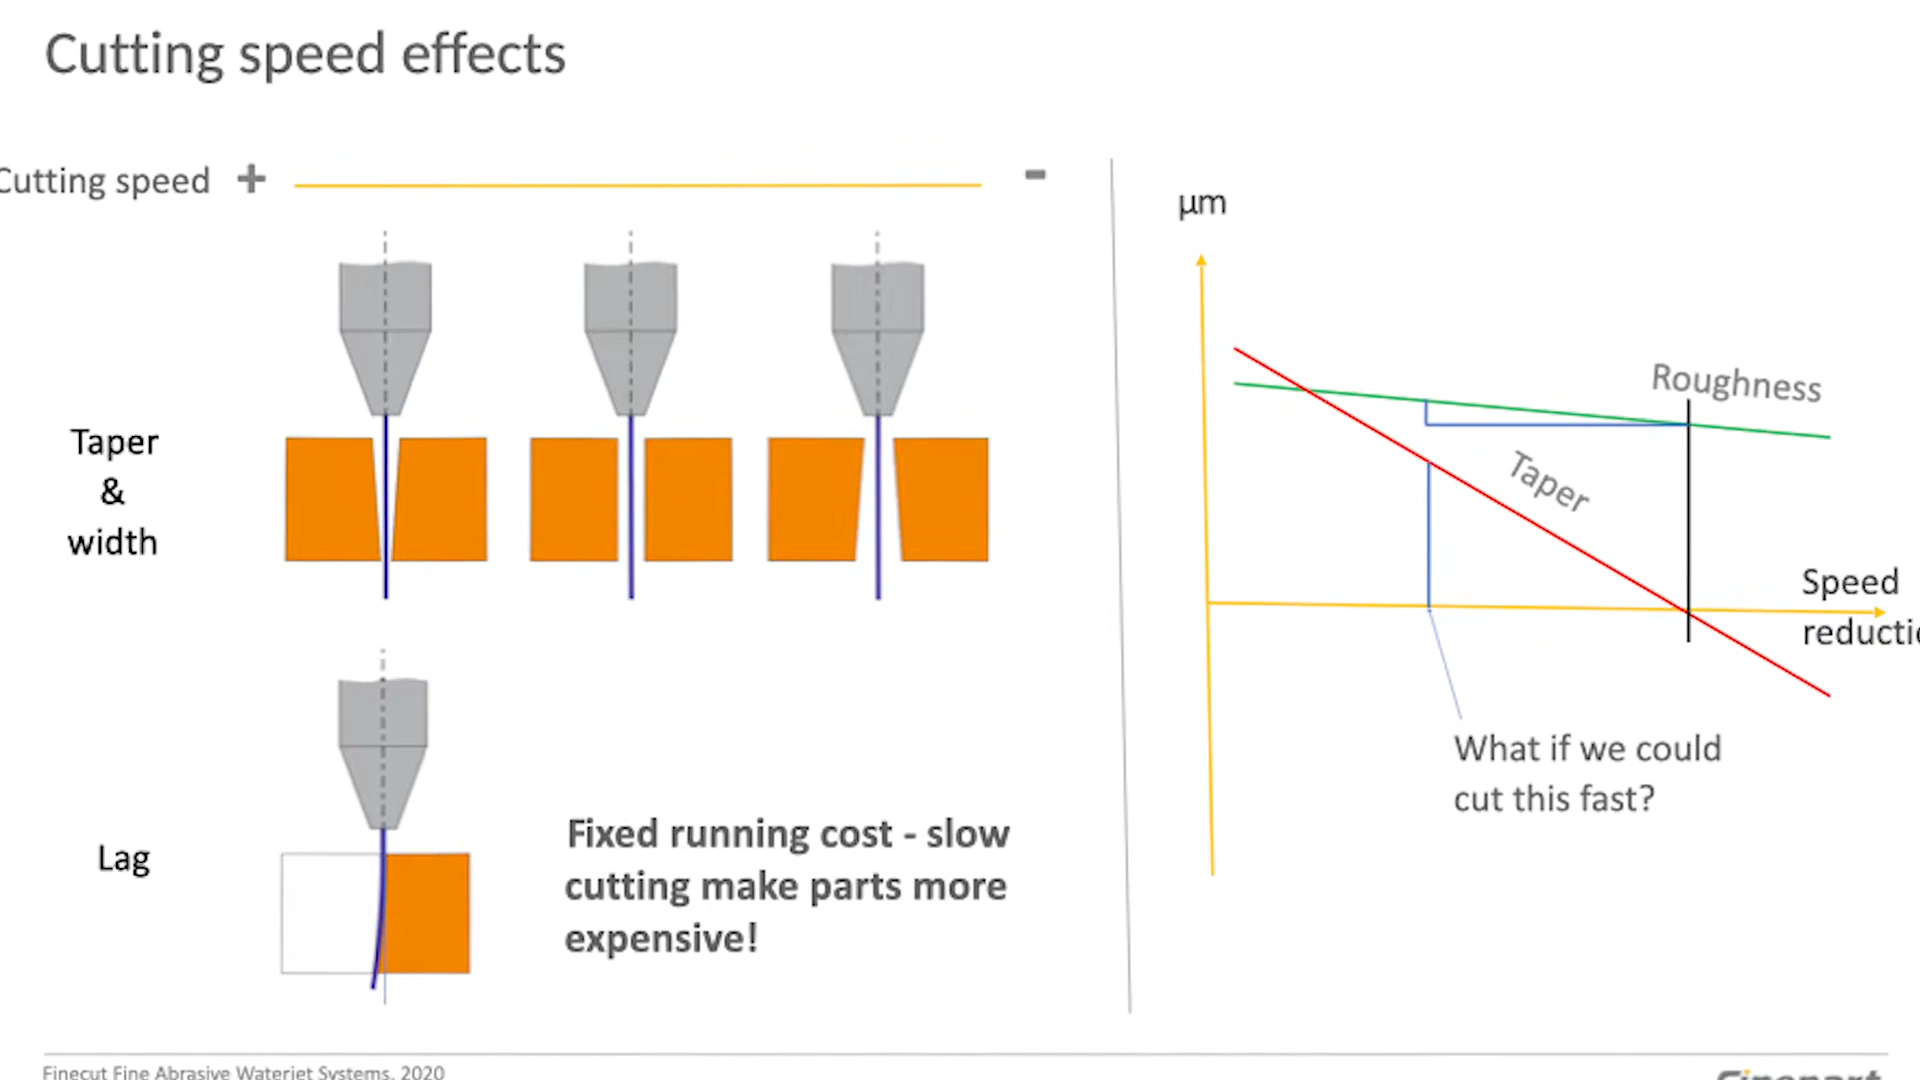 Cutting speed effects
Cutting speed + -
Taper
&
width
Lag
Fixed running cost - slow
cutting make parts more
expensive!
µm
Roughness
Taper
Speed
What if we could
cut this fast?
Finecut Fine Abrasive Waterjet Systems, 2020